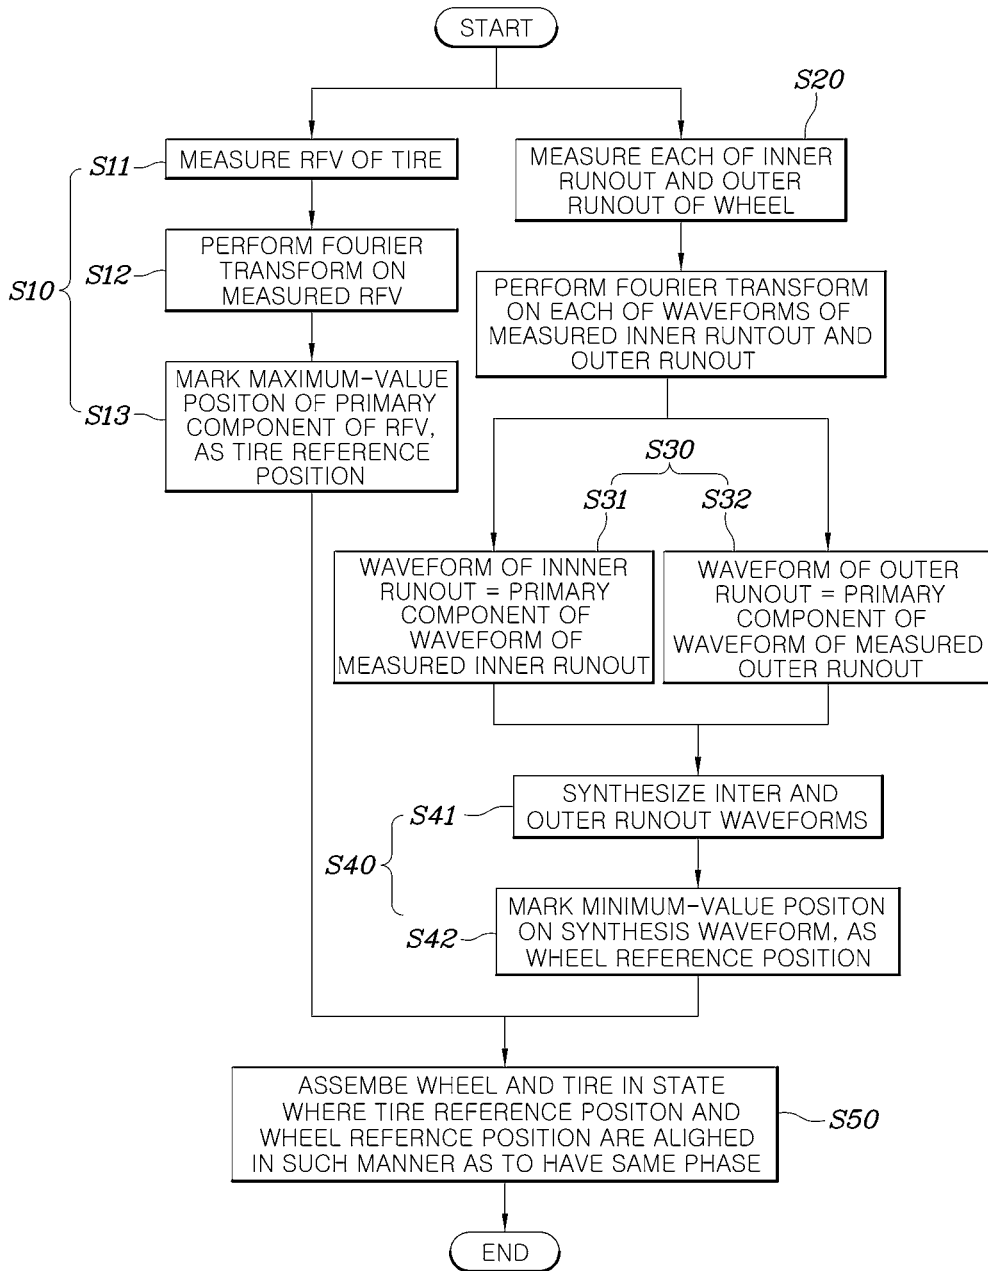 START
S20
S11
MEASURE RFV OF TIRE
MEASURE EACH OF INNER
RUNOUT AND OUTER
RUNOUT OF WHEEL
S10
S12
PERFORM FOURIER
TRANSFORM ON
MEASURED RFV
PERFORM FOURIER TRANSFORM
ON EACH OF WAVEFORMS OF
MEASURED INNER RUNTOUT AND
OUTER RUNOUT
S13
MARK MAXIMUM-VALUE
POSITON OF PRIMARY
COMPONENT OF RFV,
AS TIRE REFERENCE
POSITION
S30
S31
S32
WAVEFORM OF INNNER
RUNOUT = PRIMARY
COMPONENT OF
WAVEFORM OF
MEASURED INNER RUNOUT
WAVEFORM OF OUTER
RUNOUT = PRIMARY
COMPONENT OF
WAVEFORM OF MEASURED
OUTER RUNOUT
S40
S41
SYNTHESIZE INTER AND
OUTER RUNOUT WAVEFORMS
S42
MARK MINIMUM-VALUE POSITON
ON SYNTHESIS WAVEFORM, AS
WHEEL REFERENCE POSITION
ASSEMBE WHEEL AND TIRE IN STATE
WHERE TIRE REFERENCE POSITON AND
WHEEL REFERNCE POSITION ARE ALIGHED
IN SUCH MANNER AS TO HAVE SAME PHASE
S50
END